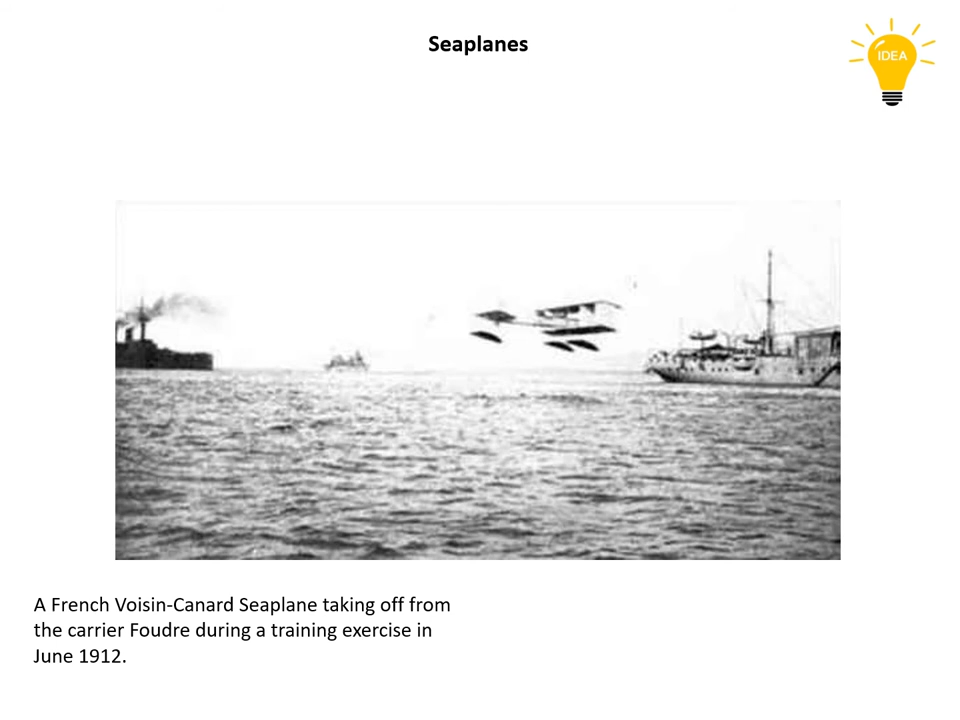 Seaplanes
IDEA
A French Voisin-Canard Seaplane taking off from
the carrier Foudre during a training exercise in
June 1912.